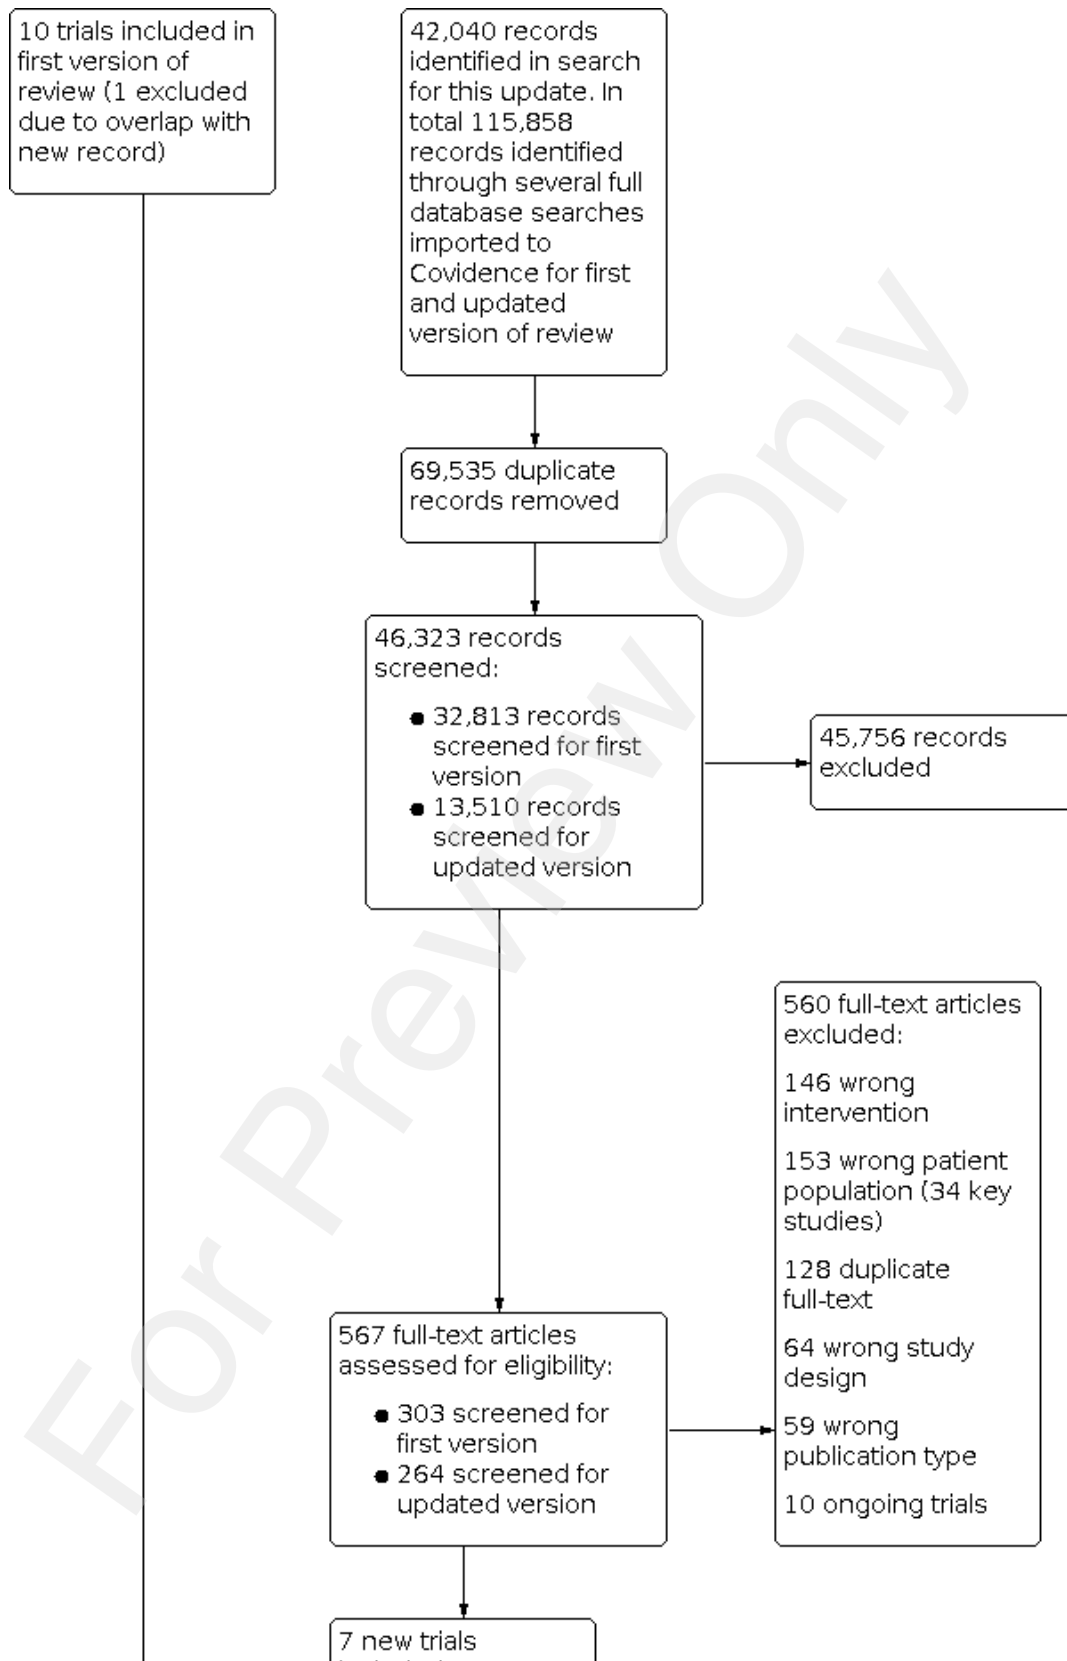 10 trials included in
first version of
review (1 excluded
due to overlap with
new record)
42,040 records
identified in search
for this update. In
total 115,858
records identified
through several full
database searches
imported to
Covidence for first
and updated
version of review
69,535 duplicate
records removed
46,323 records
screened:
● 32,813 records
screened for first
version
● 13,510 records
screened for
updated version
45,756 records
excluded
560 full-text articles
excluded:
146 wrong
intervention
153 wrong patient
population (34 key
studies)
128 duplicate
full-text
64 wrong study
design
59 wrong
publication type
10 ongoing trials
567 full-text articles
assessed for eligibility:
● 303 screened for
first version
● 264 screened for
updated version
7 new trials
For Preview Only